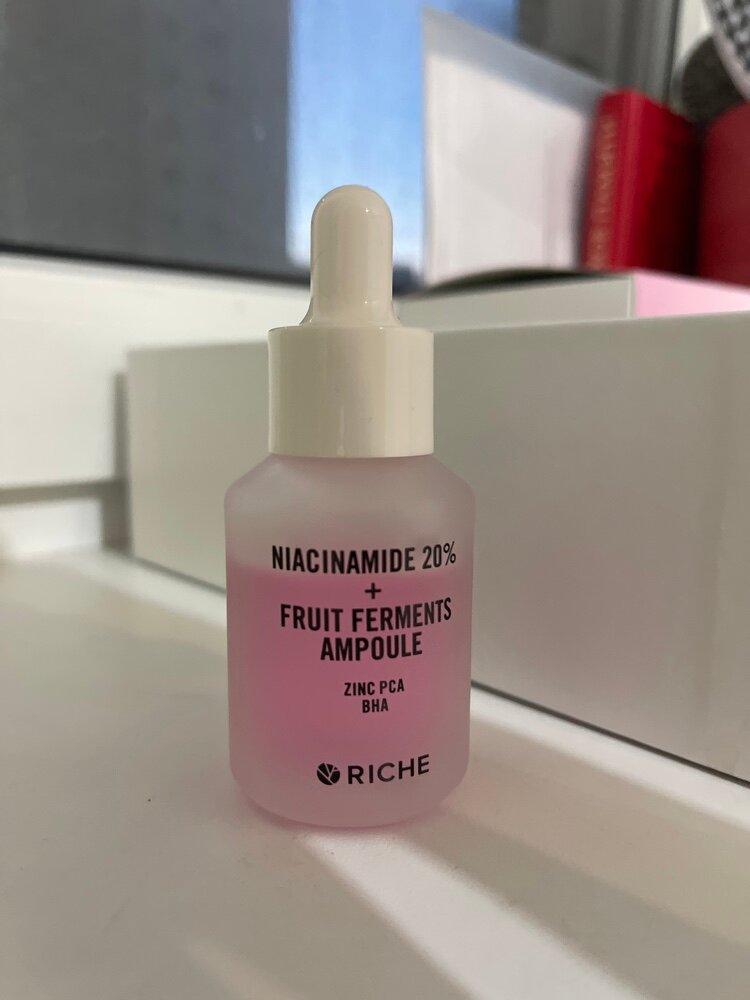 NIACINAMIDE 20%
+
FRUIT FERMENTS
AMPOULE
ZINC PCA
BHA
RICHE